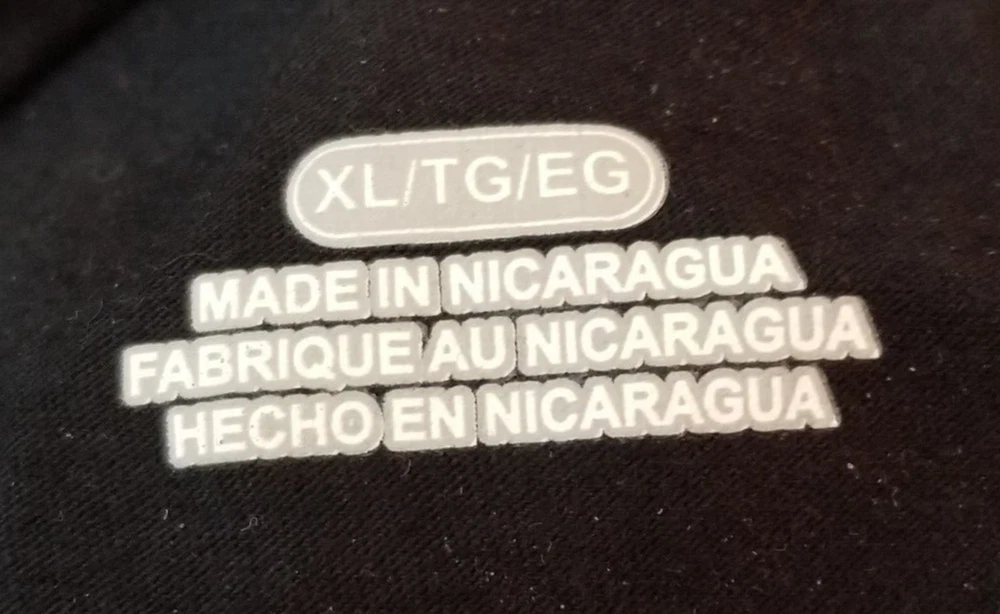 XL/TG/EG
MADE IN NICARAGUA
FABRIQUE AU NICARAGUA
HECHO EN NICARAGUA